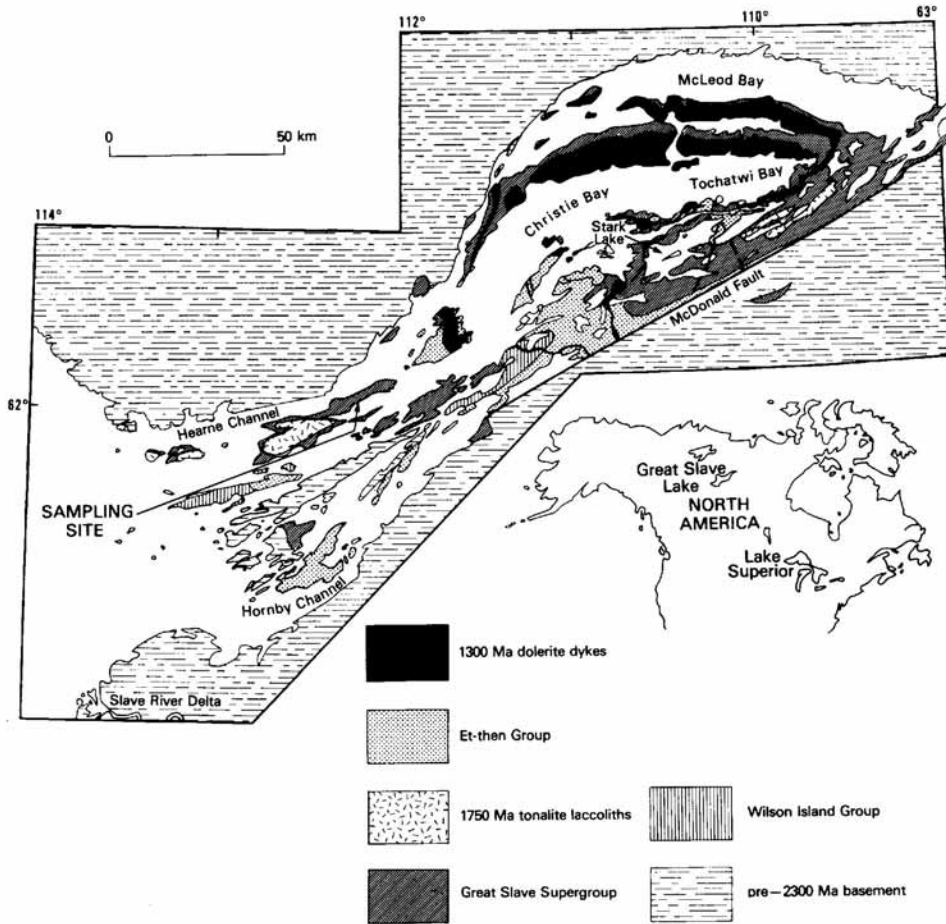 112°
110°
63°
McLeod Bay
0
50 km
Tochatwi Bay
Christie Bay
114°
Stark
Lake
McDonald Fault
62°
Hearne Channel
SAMPLING
SITE
Great Slave
Lake
NORTH
AMERICA
Lake
Superior
Hornby Channel
Slave River Delta
1300 Ma dolerite dykes
Et-then Group
1750 Ma tonalite laccoliths
Wilson Island Group
Great Slave Supergroup
pre–2300 Ma basement